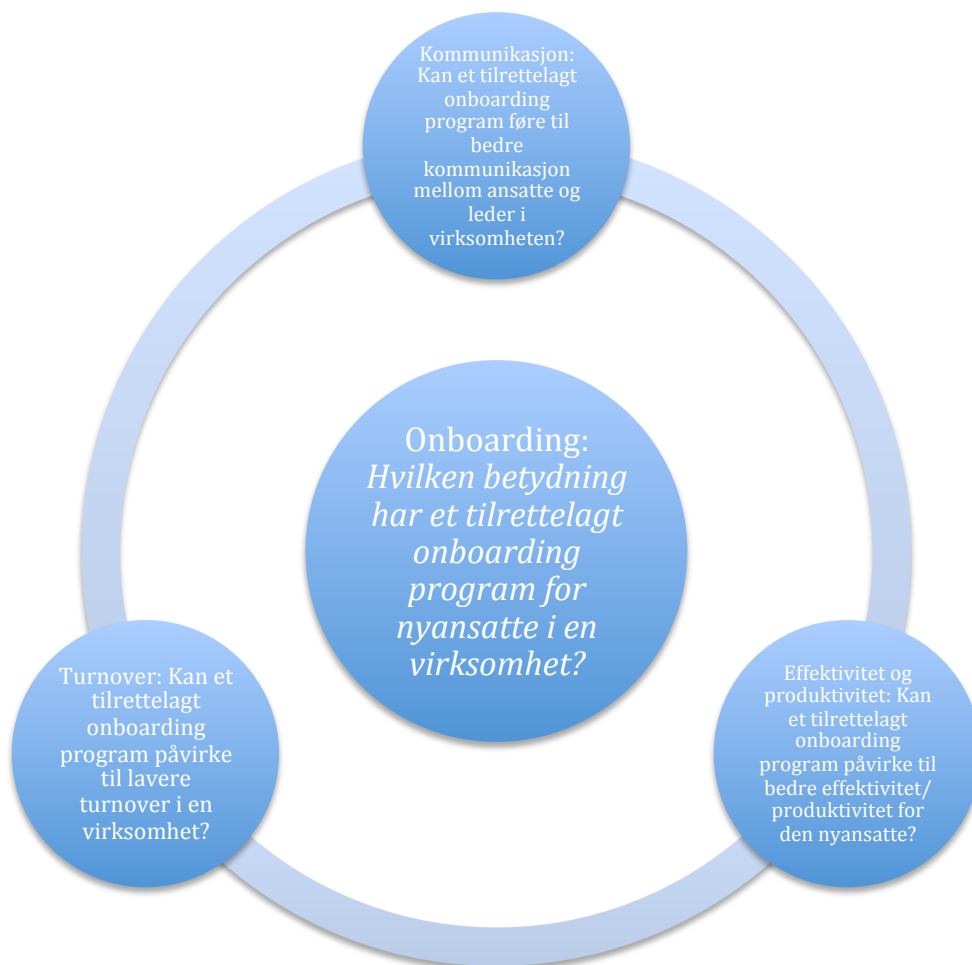 Kommunikasjon:
Kan et tilrettelagt
onboarding
program føre til
bedre
kommunikasjon
mellom ansatte og
leder i
virksomheten?
Onboarding:
Hvilken betydning
har et tilrettelagt
onboarding
program for
nyansatte i en
virksomhet?
Turnover: Kan et
tilrettelagt
onboarding
program påvirke
til lavere
turnover i en
virksomhet?
Effektivitet og
produktivitet: Kan
et tilrettelagt
onboarding
program påvirke til
bedre effektivitet/
produktivitet for
den nyansatte?